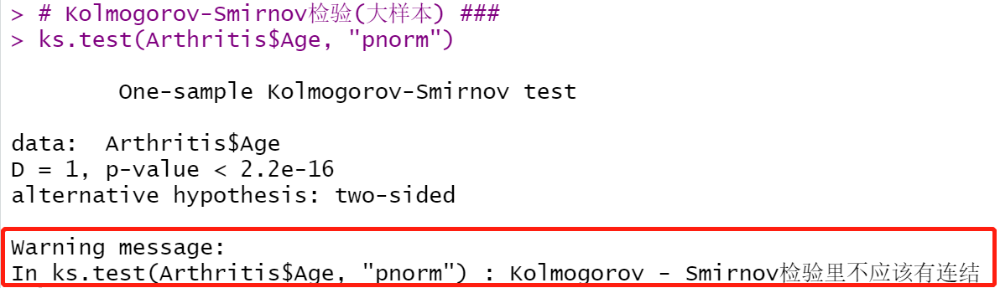 > # Kolmogorov-Smirnov检验(大样本) ###
> ks.test(Arthritis$Age, "pnorm")
One-sample Kolmogorov-Smirnov test
data:  Arthritis$Age
D = 1, p-value < 2.2e-16
alternative hypothesis: two-sided
Warning message:
In ks.test(Arthritis$Age, "pnorm") : Kolmogorov - Smirnov检验里不应该有连结